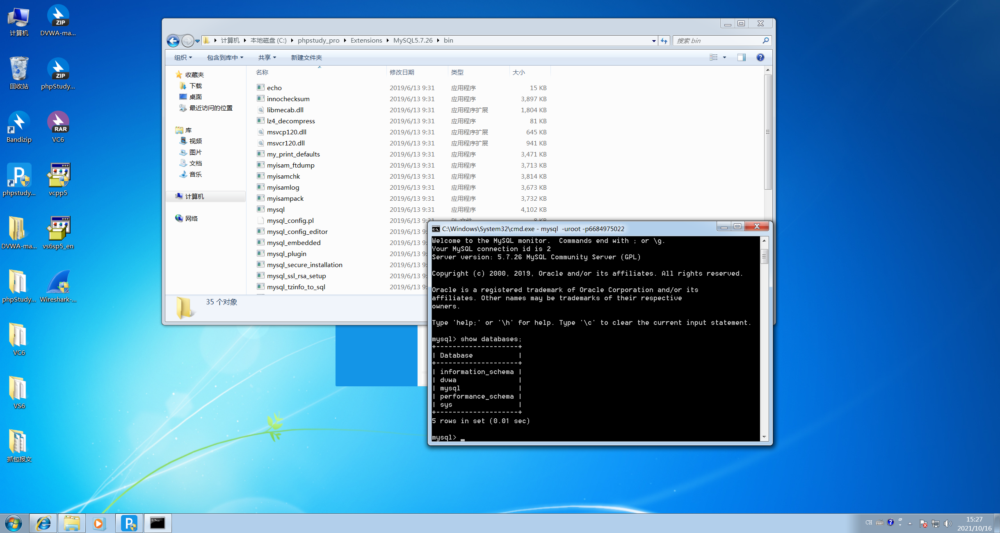 计算机
DVWA-ma...
回收站
phpStudy...
Bandizip
VC6
phpstudy...
vcpp5
DVWA-ma...
vs6sp5_en
phpStudy...
Wireshark-...
VC6
VS6
抓包报文
ZIP
ZIP
RAR
计算机 本地磁盘 (C:) phpstudy_pro Extensions MySQL5.7.26 bin
搜索 bin
组织 包含到库中 共享 新建文件夹
收藏夹
下载
桌面
最近访问的位置
库
视频
图片
文档
音乐
计算机
网络
名称 修改日期 类型 大小
echo 2019/6/13 9:31 应用程序 15 KB
innochecksum 2019/6/13 9:31 应用程序 3,897 KB
libmecab.dll 2019/6/13 9:31 应用程序扩展 1,804 KB
lz4_decompress 2019/6/13 9:31 应用程序 81 KB
msvcp120.dll 2019/6/13 9:31 应用程序扩展 645 KB
msvcr120.dll 2019/6/13 9:31 应用程序扩展 941 KB
my_print_defaults 2019/6/13 9:31 应用程序 3,471 KB
myisam_ftdump 2019/6/13 9:31 应用程序 3,713 KB
myisamchk 2019/6/13 9:31 应用程序 3,814 KB
myisamlog 2019/6/13 9:31 应用程序 3,673 KB
myisampack 2019/6/13 9:31 应用程序 3,732 KB
mysql 2019/6/13 9:31 应用程序 4,102 KB
mysql_config.pl 2019/6/13 9:31 PL 文件 8 KB
mysql_config_editor 2019/6/13 9:
mysql_embedded 2019/6/13 9:
mysql_plugin 2019/6/13 9:
mysql_secure_installation 2019/6/13 9:
mysql_ssl_rsa_setup 2019/6/13 9:
mysql_tzinfo_to_sql 2019/6/13 9:
35 个对象
C:\Windows\System32\cmd.exe - mysql  -uroot -p6684975022
Welcome to the MySQL monitor.  Commands end with ; or \g.
Your MySQL connection id is 2
Server version: 5.7.26 MySQL Community Server (GPL)
Copyright (c) 2000, 2019, Oracle and/or its affiliates. All rights reserved.
Oracle is a registered trademark of Oracle Corporation and/or its
affiliates. Other names may be trademarks of their respective
owners.
Type 'help;' or '\h' for help. Type '\c' to clear the current input statement.
mysql> show databases;
+--------------------+
| Database           |
+--------------------+
| information_schema |
| dvwa               |
| mysql              |
| performance_schema |
| sys                |
+--------------------+
5 rows in set (0.01 sec)
mysql> _
CH
15:27
2021/10/16